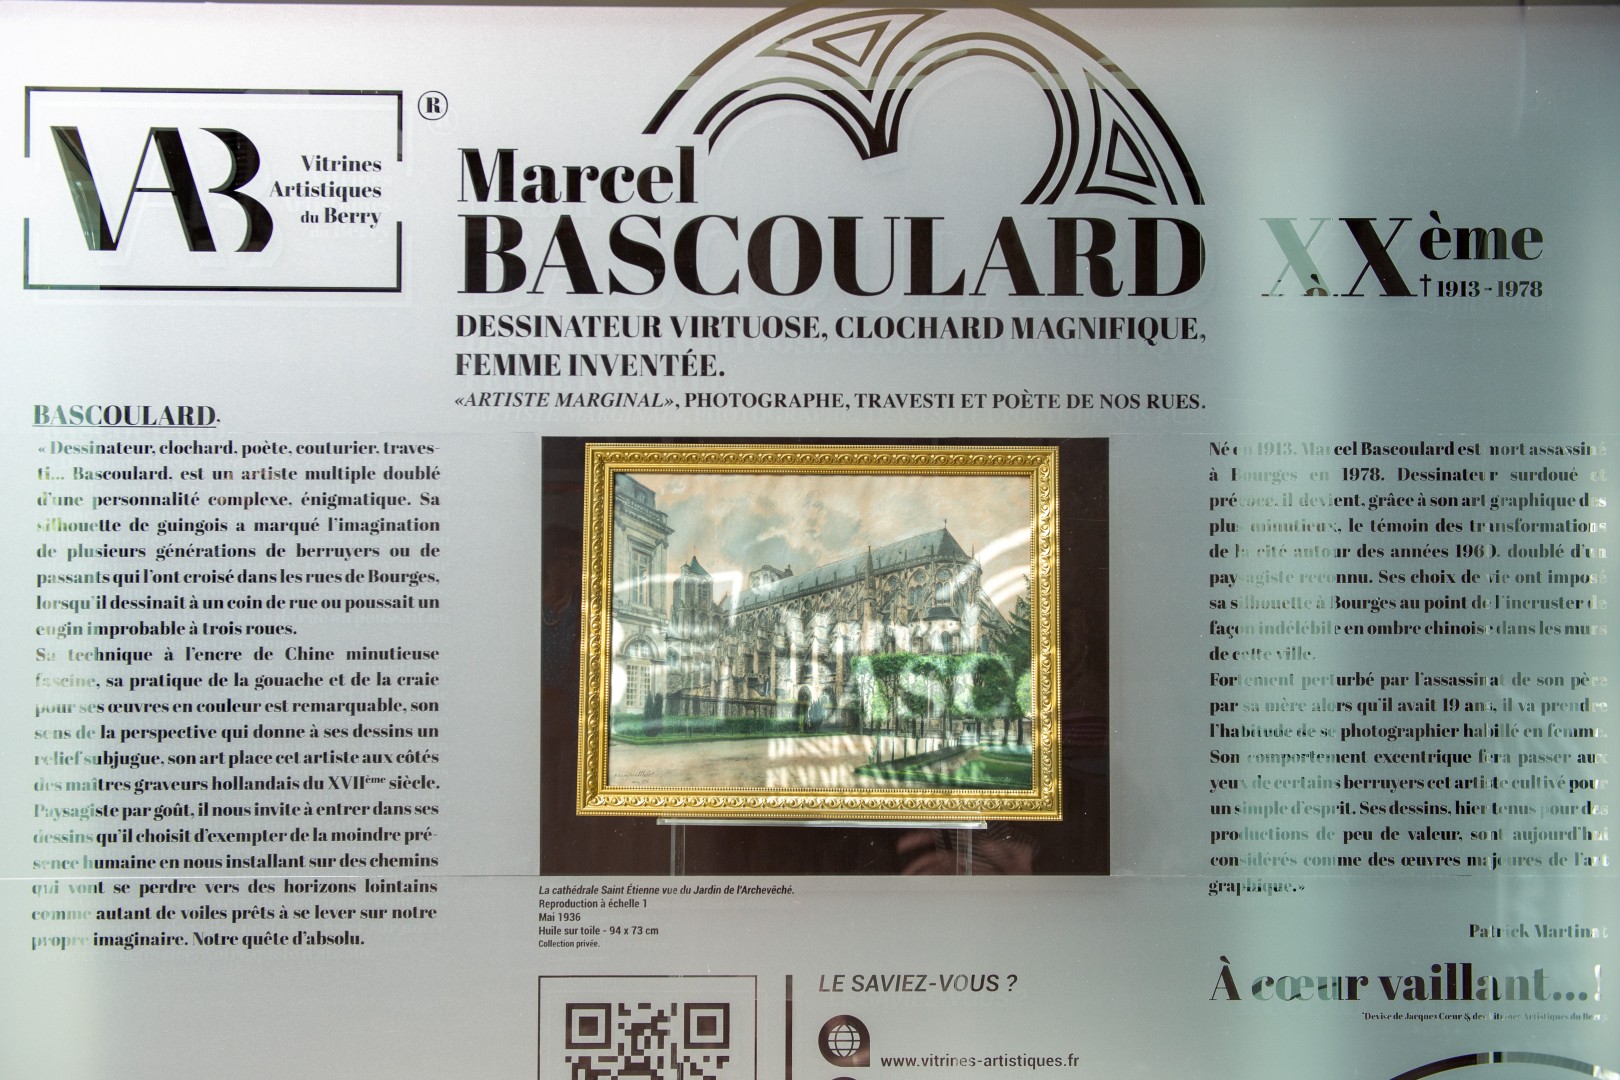 VAB
Vitrines
Artistiques
du Berry
®
Marcel
BASCOULARD
XXème
† 1913 - 1978
DESSINATEUR VIRTUOSE, CLOCHARD MAGNIFIQUE,
FEMME INVENTÉE.
«ARTISTE MARGINAL», PHOTOGRAPHE, TRAVESTI ET POÈTE DE NOS RUES.
BASCOULARD.
« Dessinateur, clochard, poète, couturier, traves-
ti... Bascoulard, est un artiste multiple doublé
d'une personnalité complexe, énigmatique. Sa
silhouette de guingois a marqué l'imagination
de plusieurs générations de berruyers ou de
passants qui l'ont croisé dans les rues de Bourges,
lorsqu'il dessinait à un coin de rue ou poussait un
engin improbable à trois roues.
Sa technique à l'encre de Chine minutieuse
fascine, sa pratique de la gouache et de la craie
pour ses œuvres en couleur est remarquable, son
sens de la perspective qui donne à ses dessins un
relief subjugue, son art place cet artiste aux côtés
des maîtres graveurs hollandais du XVIIème siècle.
Paysagiste par goût, il nous invite à entrer dans ses
dessins qu'il choisit d'exempter de la moindre pré-
sence humaine en nous installant sur des chemins
qui vont se perdre vers des horizons lointains
comme autant de voiles prêts à se lever sur notre
propre imaginaire. Notre quête d'absolu.
La cathédrale Saint Étienne vue du Jardin de l'Archevêché.
Reproduction à échelle 1
Mai 1936
Huile sur toile - 94 x 73 cm
Collection privée.
LE SAVIEZ-VOUS ?
www.vitrines-artistiques.fr
Né en 1913, Marcel Bascoulard est mort assassiné
à Bourges en 1978. Dessinateur surdoué et
précoce, il devient, grâce à son art graphique des
plus minutieux, le témoin des transformations
de la cité autour des années 1960, doublé d'un
paysagiste reconnu. Ses choix de vie ont imposé
sa silhouette à Bourges au point de l'incruster de
façon indélébile en ombre chinoise dans les murs
de cette ville.
Fortement perturbé par l'assassinat de son père
par sa mère alors qu'il avait 19 ans, il va prendre
l'habitude de se photographier habillé en femme.
Son comportement excentrique fera passer aux
yeux de certains berruyers cet artiste cultivé pour
un simple d'esprit. Ses dessins, hier tenus pour des
productions de peu de valeur, sont aujourd'hui
considérés comme des œuvres majeures de l'art
graphique.»
Patrick Martinat
À cœur vaillant...!
*Devise de Jacques Cœur & des Vitrines Artistiques du Berry